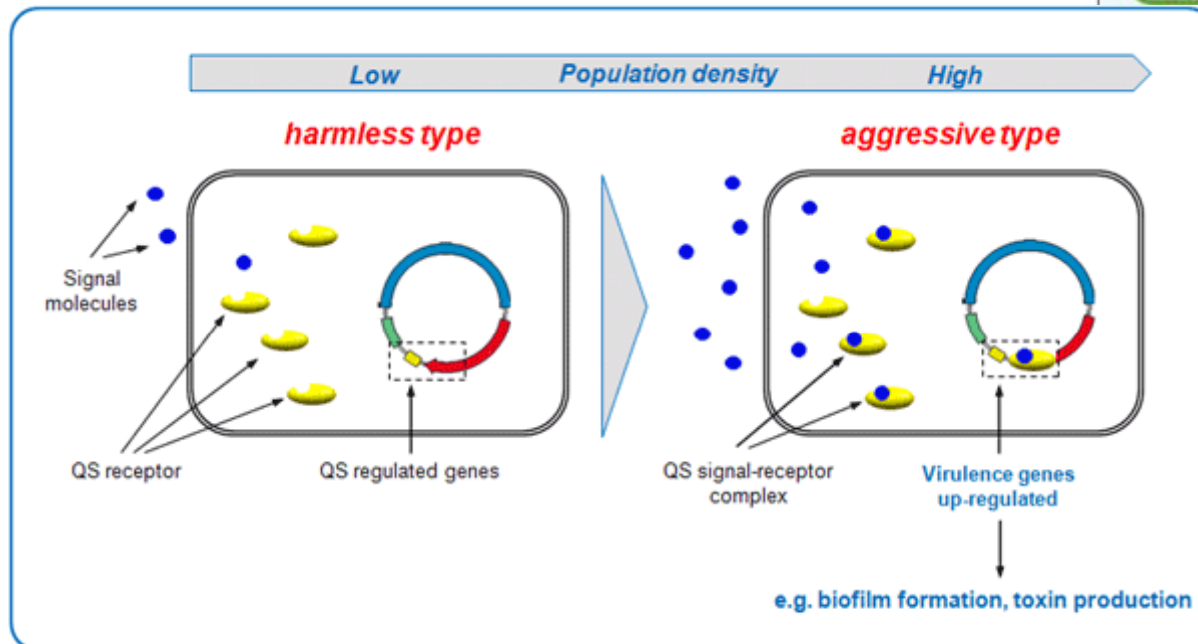 Low Population density High
harmless type
aggressive type
Signal
molecules
QS receptor
QS regulated genes
QS signal-receptor
complex
Virulence genes
up-regulated
e.g. biofilm formation, toxin production